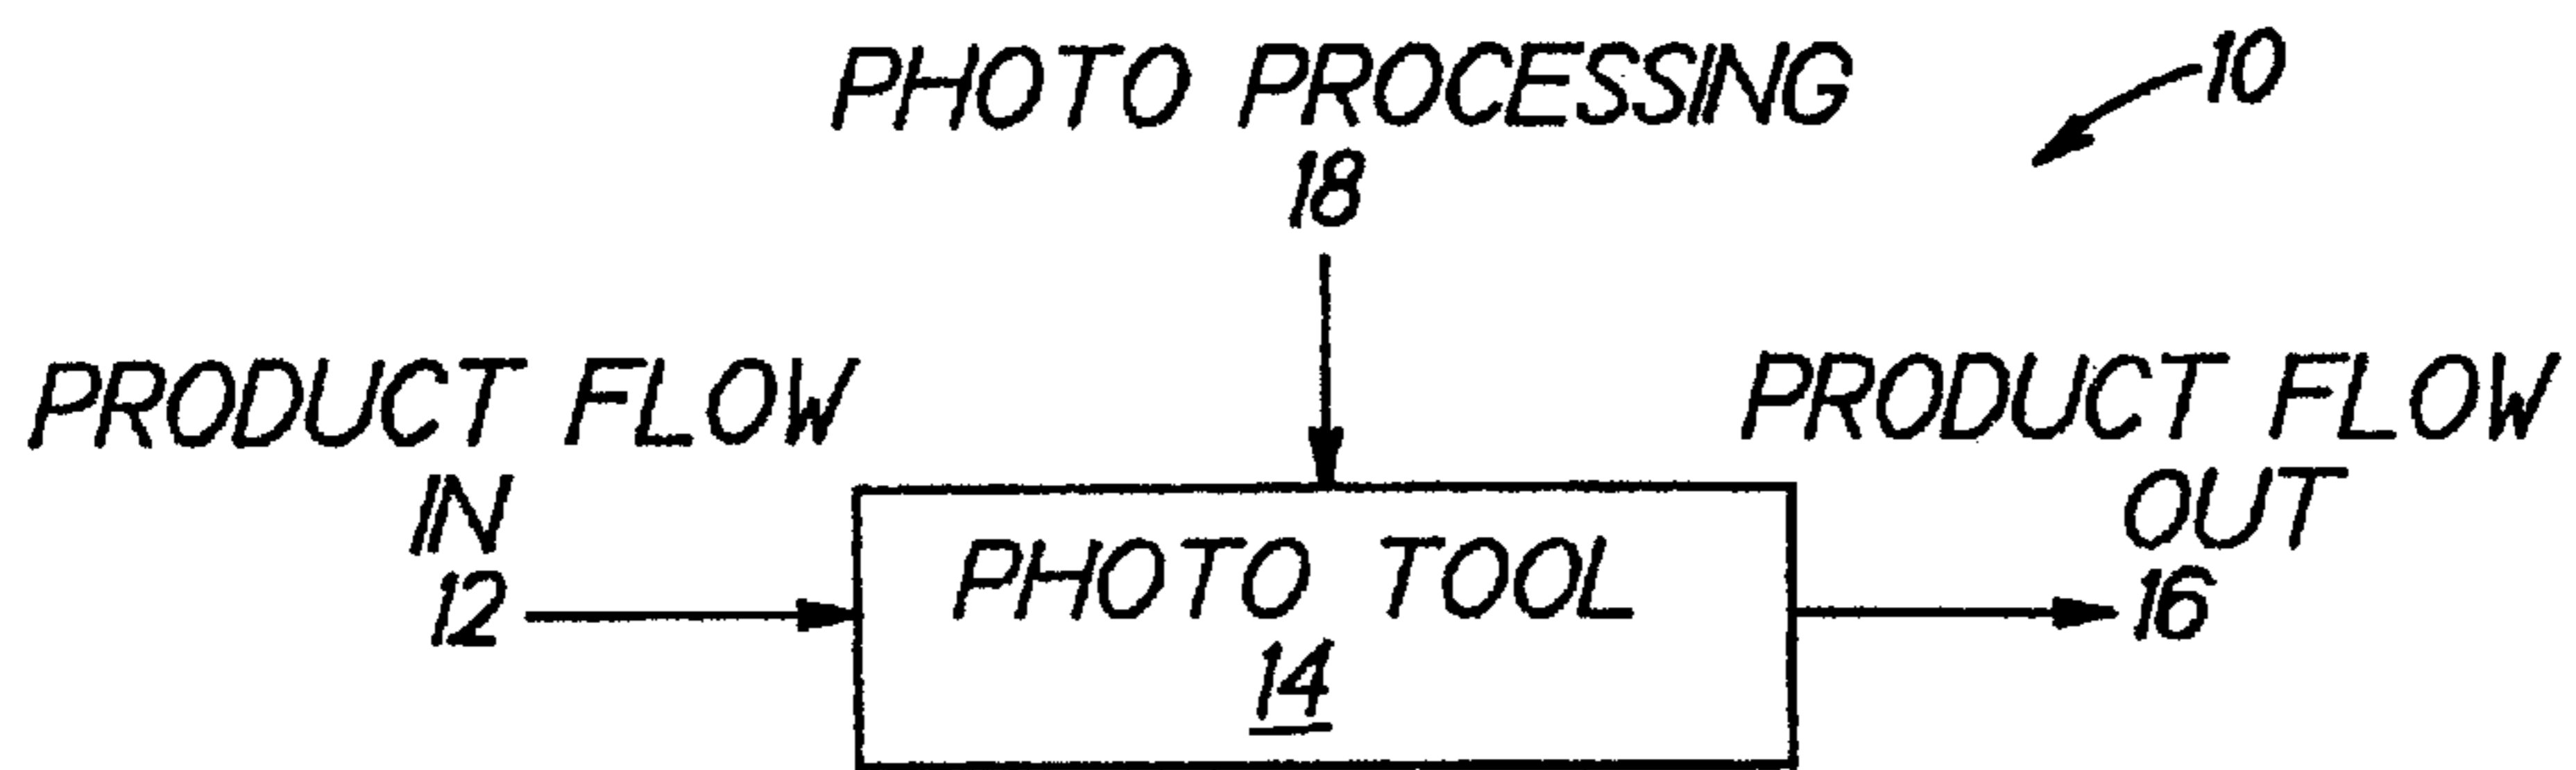 PHOTO PROCESSING
18
10
PRODUCT FLOW
IN
12
PHOTO TOOL
14
PRODUCT FLOW
OUT
16